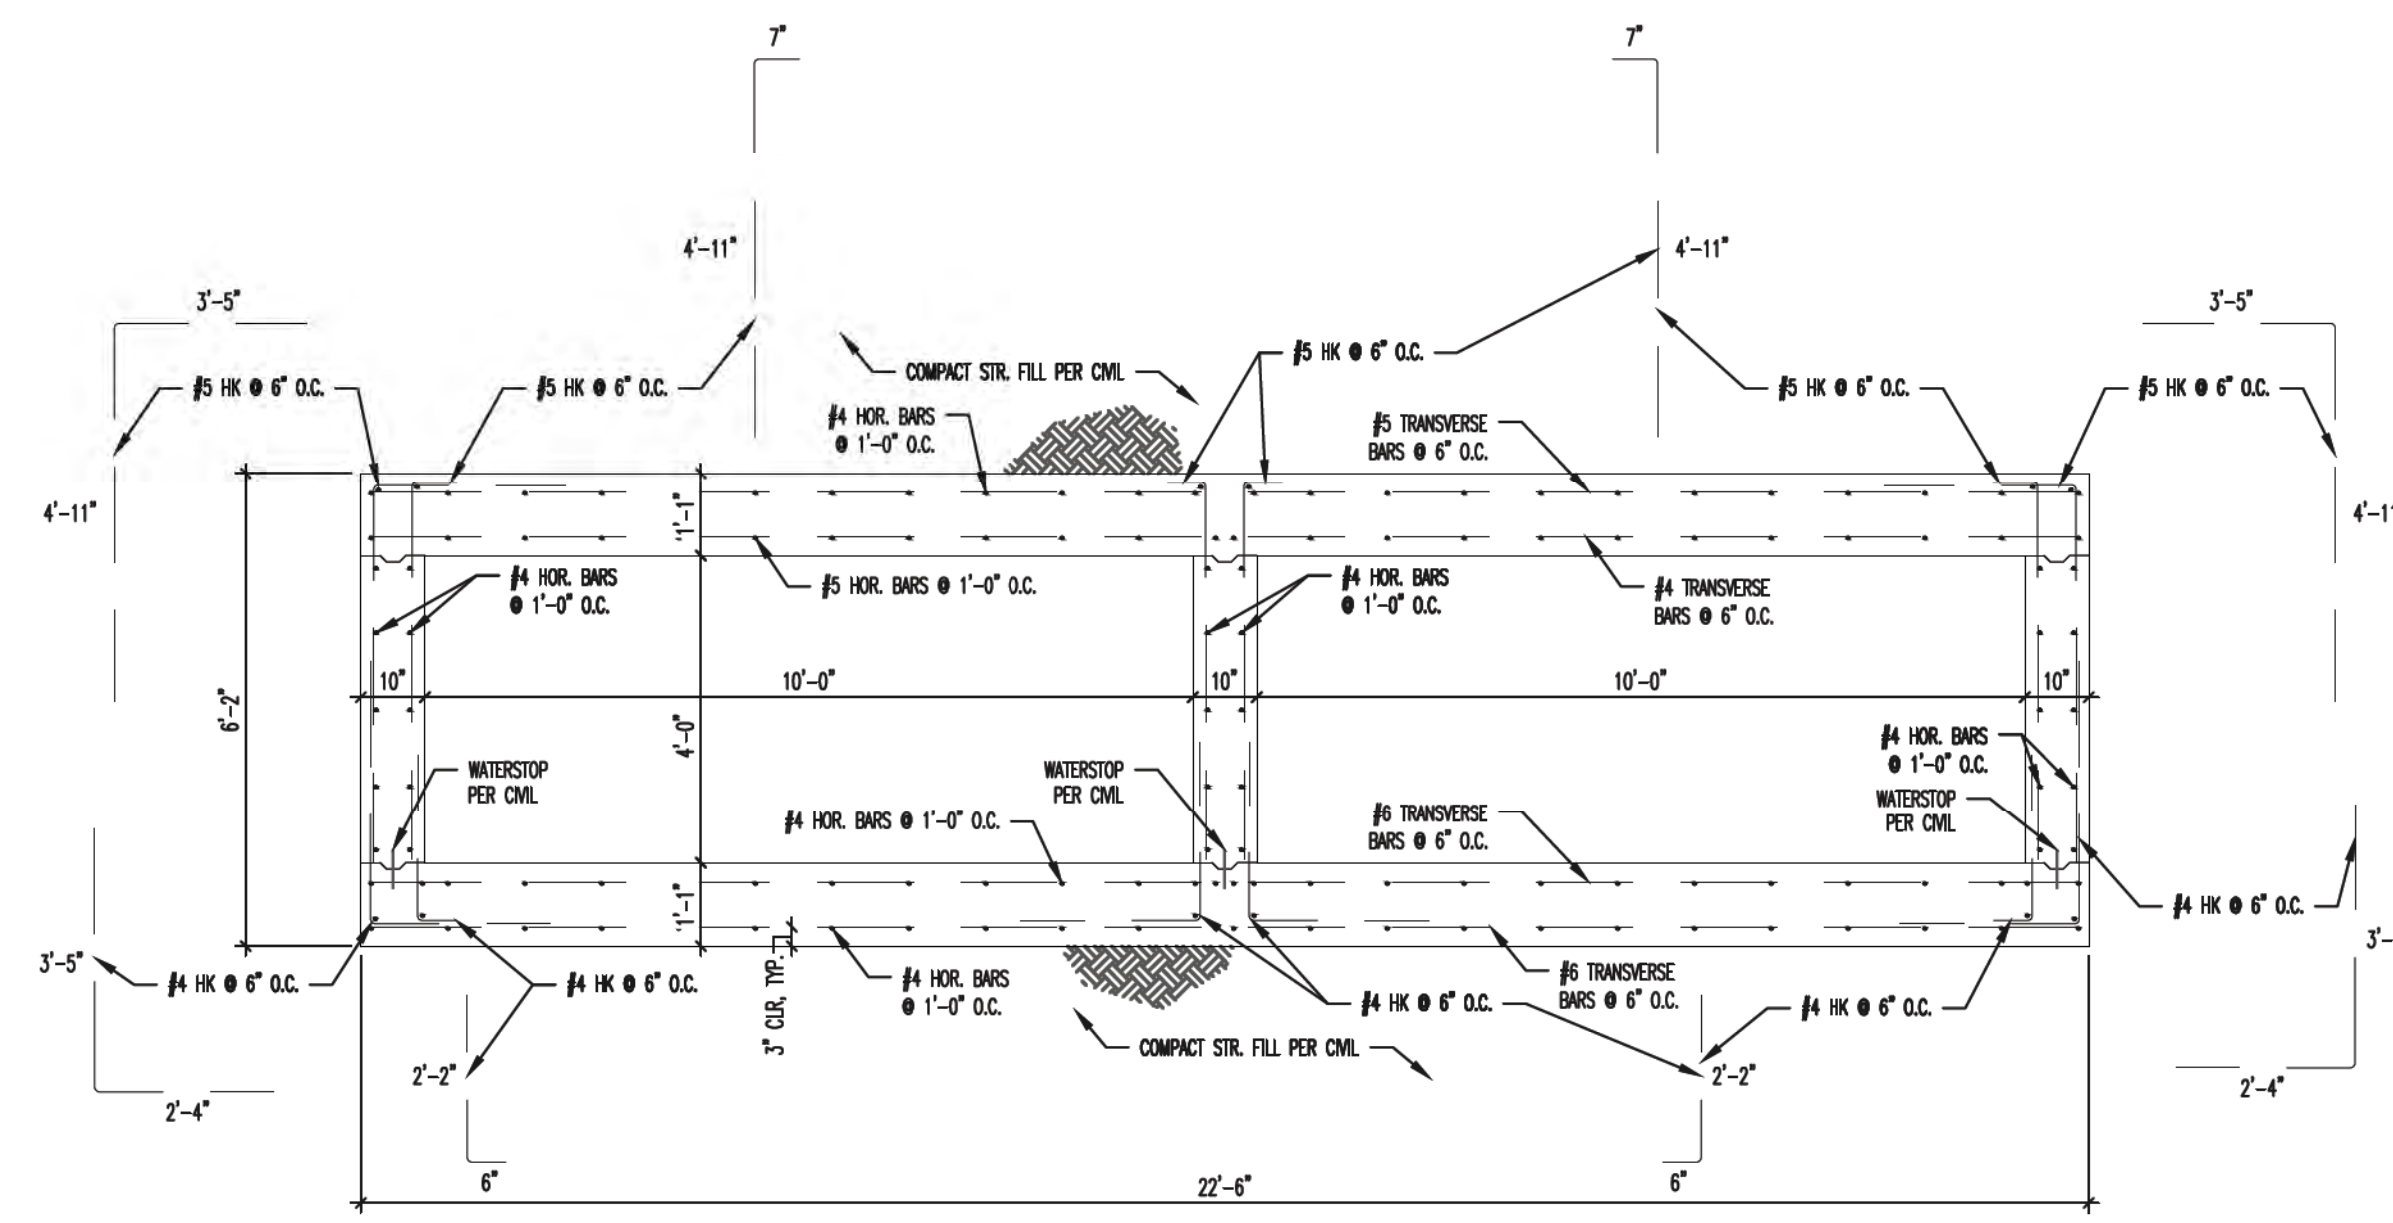 7"
7"
4'-11"
4'-11"
3'-5"
3'-5"
#5 HK @ 6" O.C.
COMPACT STR. FILL PER CIVIL
#5 HK @ 6" O.C.
#5 HK @ 6" O.C.
#5 HK @ 6" O.C.
#5 HK @ 6" O.C.
#4 HOR. BARS
@ 1'-0" O.C.
#5 TRANSVERSE
BARS @ 6" O.C.
4'-11"
1'-1"
4'-11
#4 HOR. BARS
@ 1'-0" O.C.
#5 HOR. BARS @ 1'-0" O.C.
#4 HOR. BARS
@ 1'-0" O.C.
#4 TRANSVERSE
BARS @ 6" O.C.
6'-2"
10"
10'-0"
10"
10'-0"
10"
4'-0"
WATERSTOP
PER CIVIL
WATERSTOP
PER CIVIL
#4 HOR. BARS
@ 1'-0" O.C.
WATERSTOP
PER CIVIL
#4 HOR. BARS @ 1'-0" O.C.
#6 TRANSVERSE
BARS @ 6" O.C.
1'-1"
#4 HK @ 6" O.C.
3'-5"
3'-
#4 HK @ 6" O.C.
#4 HK @ 6" O.C.
3" CLR, TYP.
#4 HOR. BARS
@ 1'-0" O.C.
#4 HK @ 6" O.C.
#6 TRANSVERSE
BARS @ 6" O.C.
#4 HK @ 6" O.C.
COMPACT STR. FILL PER CIVIL
2'-2"
2'-2"
2'-4"
2'-4"
6"
6"
22'-6"